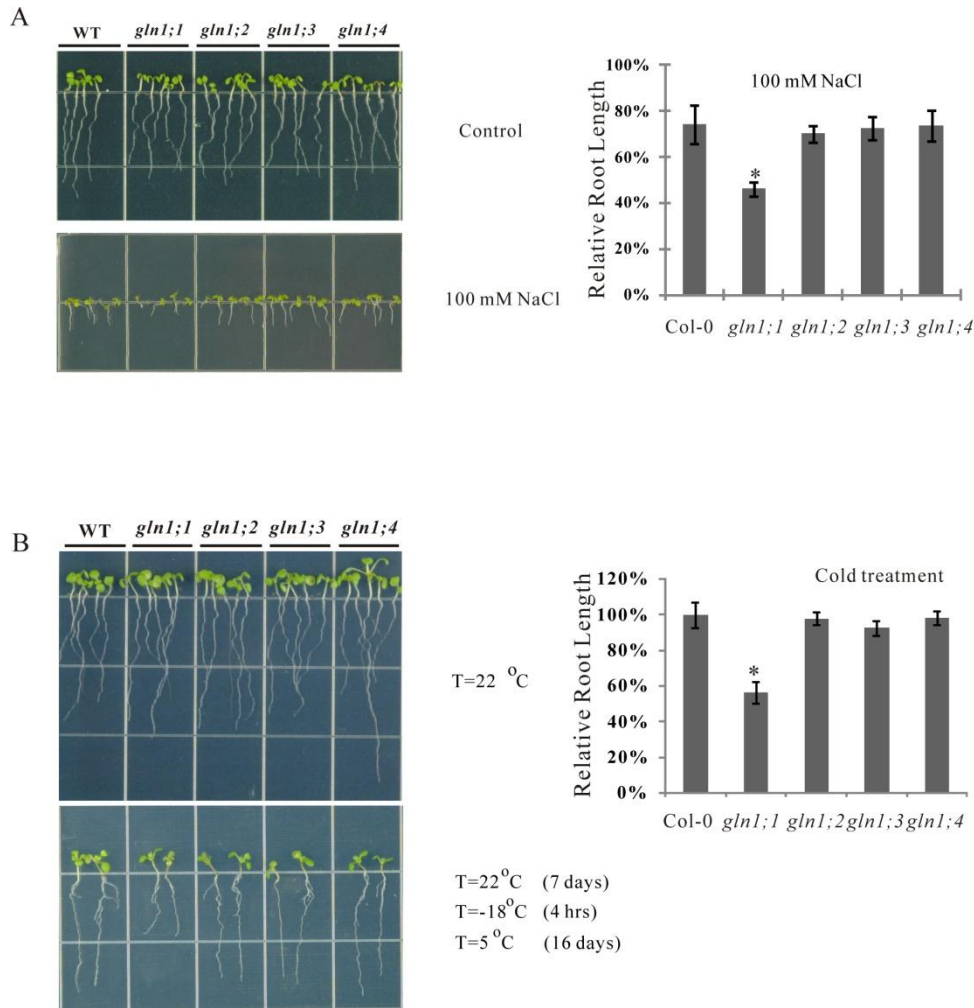 A
WT gln1;1 gln1;2 gln1;3 gln1;4
Control
100 mM NaCl
100 mM NaCl
Relative Root Length
100%
80%
60%
40%
20%
0%
*
Col-0 gln1;1 gln1;2 gln1;3 gln1;4
B
WT gln1;1 gln1;2 gln1;3 gln1;4
T=22 °C
T=22°C (7 days)
T=-18°C (4 hrs)
T=5 °C (16 days)
Cold treatment
Relative Root Length
120%
100%
80%
60%
40%
20%
0%
*
Col-0 gln1;1 gln1;2 gln1;3 gln1;4